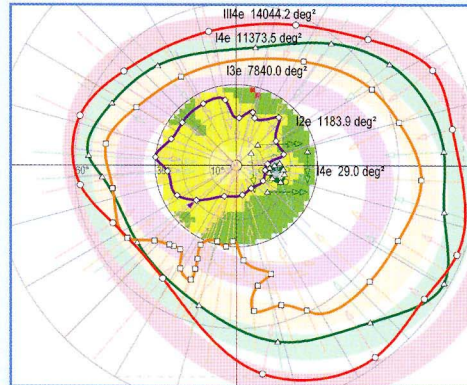 III4e 14044.2 deg²
I4e 11373.5 deg²
I3e 7840.0 deg²
I2e 1183.9 deg²
I4e 29.0 deg²
10°